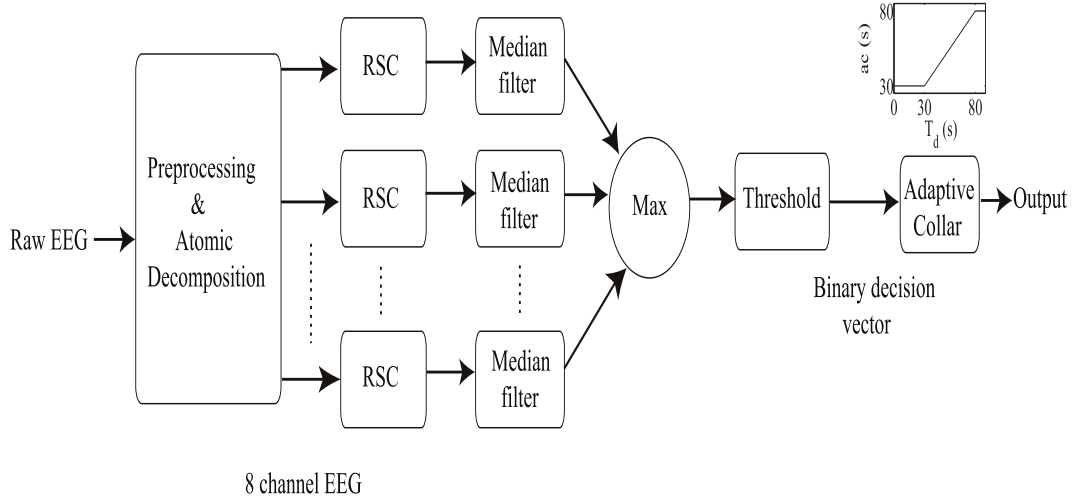 Raw EEG
Preprocessing
&
Atomic
Decomposition
RSC
Median
filter
RSC
Median
filter
RSC
Median
filter
Max
Threshold
Adaptive
Collar
Output
Binary decision
vector
8 channel EEG
ac (s)
80
30
0 30 80
T_d (s)